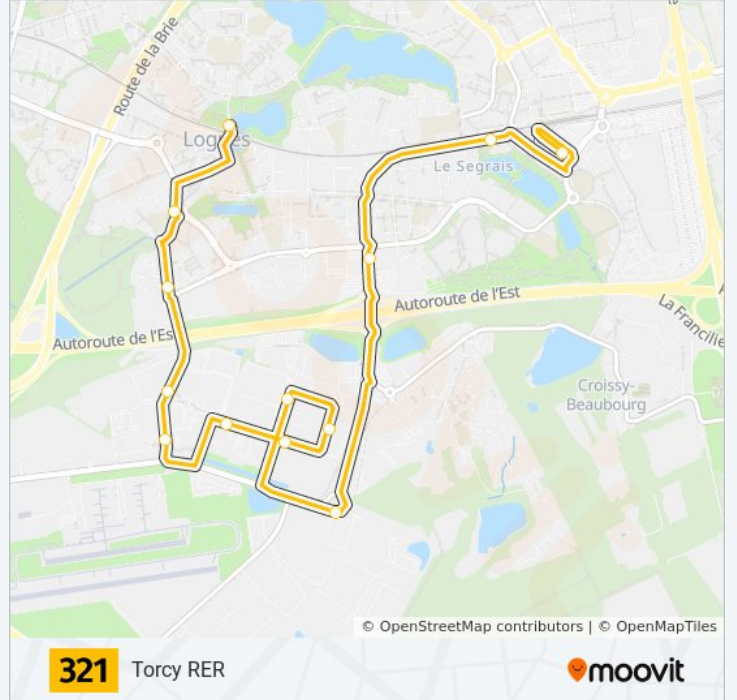 Route de la Brie
Lognes
Le Segrais
Autoroute de l'Est
Autoroute de l'Es
La Francilie
Croissy-
Beaubourg
© OpenStreetMap contributors | © OpenMapTiles
321 Torcy RER
moovit